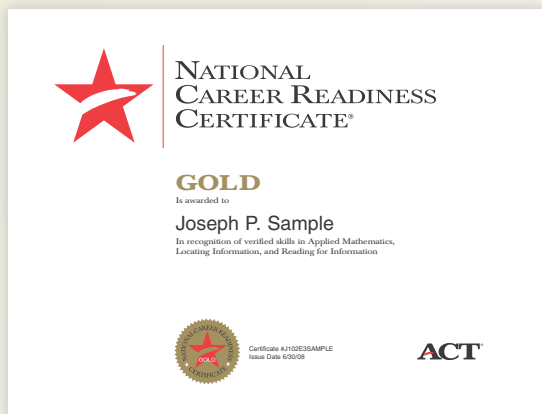 NATIONAL
CAREER READINESS
CERTIFICATE®
GOLD
Is awarded to
Joseph P. Sample
In recognition of verified skills in Applied Mathematics,
Locating Information, and Reading for Information
NATIONAL CAREER READINESS
GOLD
CERTIFICATE
Certificate #J102E3SAMPLE
Issue Date 6/30/08
ACT®